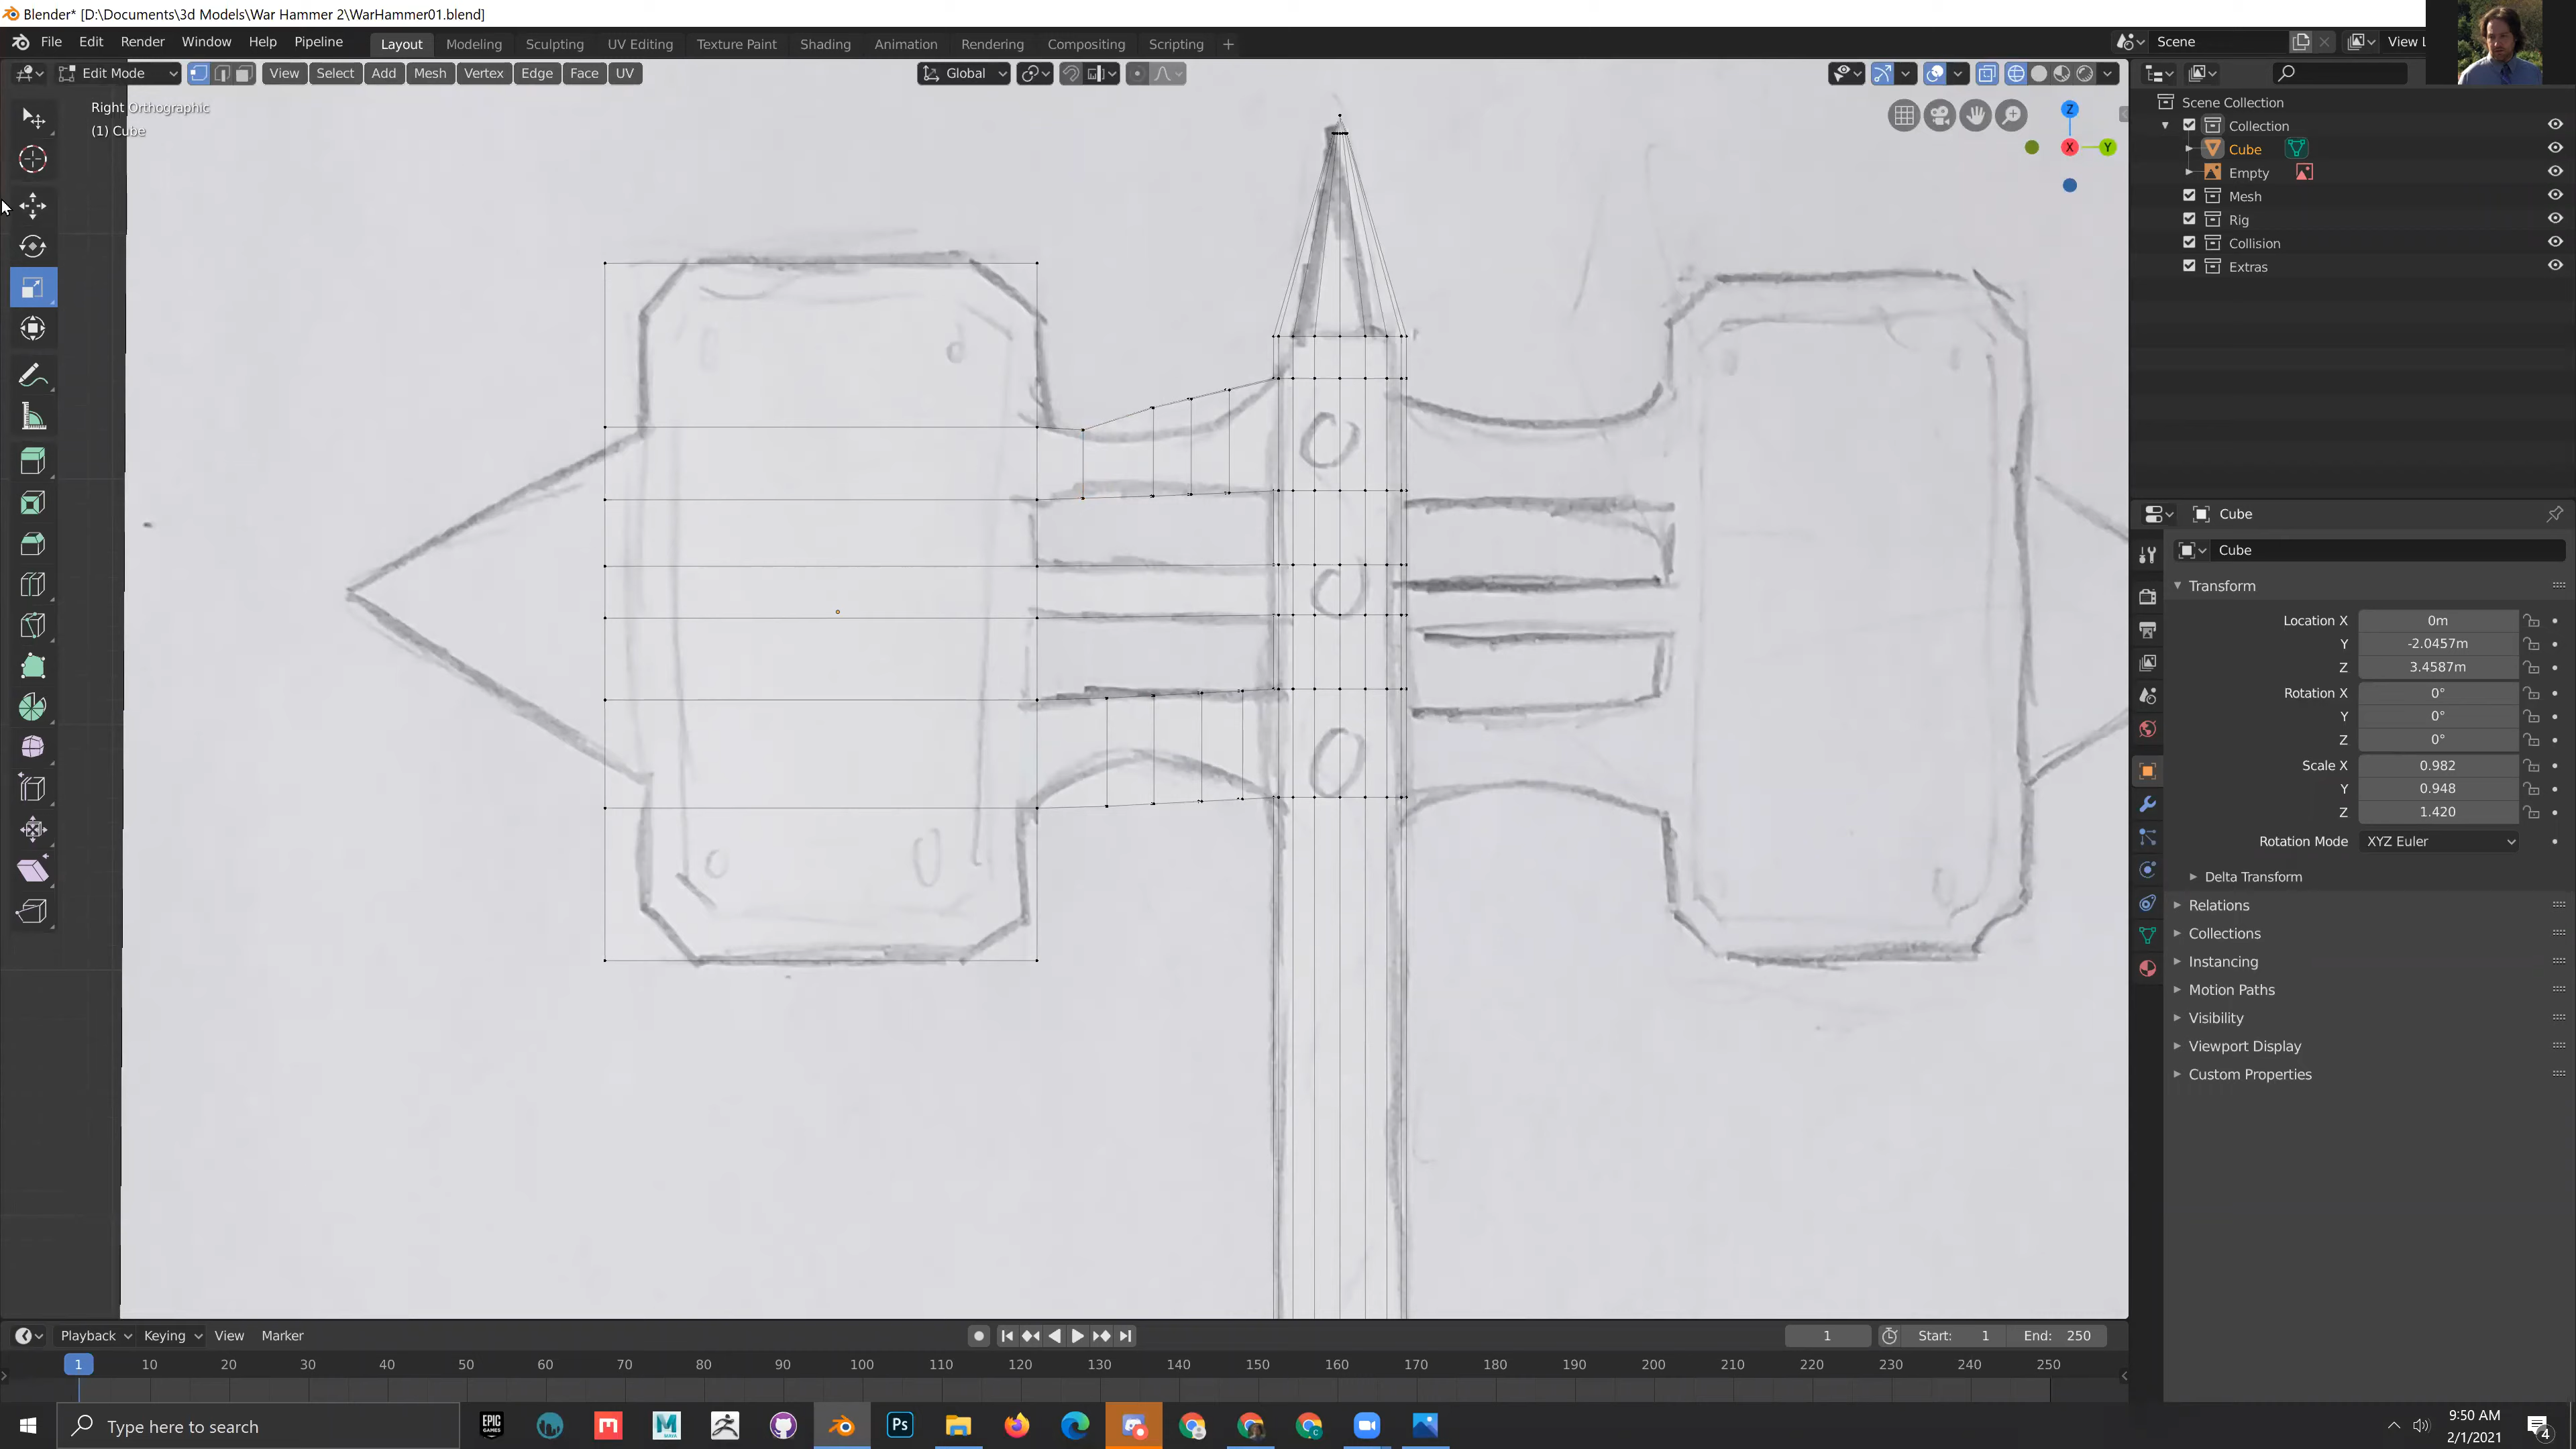 Blender* [D:\Documents\3d Models\War Hammer 2\WarHammer01.blend]
File Edit Render Window Help Pipeline Layout Modeling Sculpting UV Editing Texture Paint Shading Animation Rendering Compositing Scripting + Scene View L
Edit Mode View Select Add Mesh Vertex Edge Face UV Global
Right Orthographic
(1) Cube
Z
X
Y
Scene Collection
Collection
Cube
Empty
Mesh
Rig
Collision
Extras
Cube
Cube
Transform
Location X 0m
Y -2.0457m
Z 3.4587m
Rotation X 0°
Y 0°
Z 0°
Scale X 0.982
Y 0.948
Z 1.420
Rotation Mode XYZ Euler
Delta Transform
Relations
Collections
Instancing
Motion Paths
Visibility
Viewport Display
Custom Properties
Playback Keying View Marker 1 Start: 1 End: 250
1 10 20 30 40 50 60 70 80 90 100 110 120 130 140 150 160 170 180 190 200 210 220 230 240 250
Type here to search
EPIC GAMES
M
MAYA
Ps
9:50 AM
2/1/2021
4